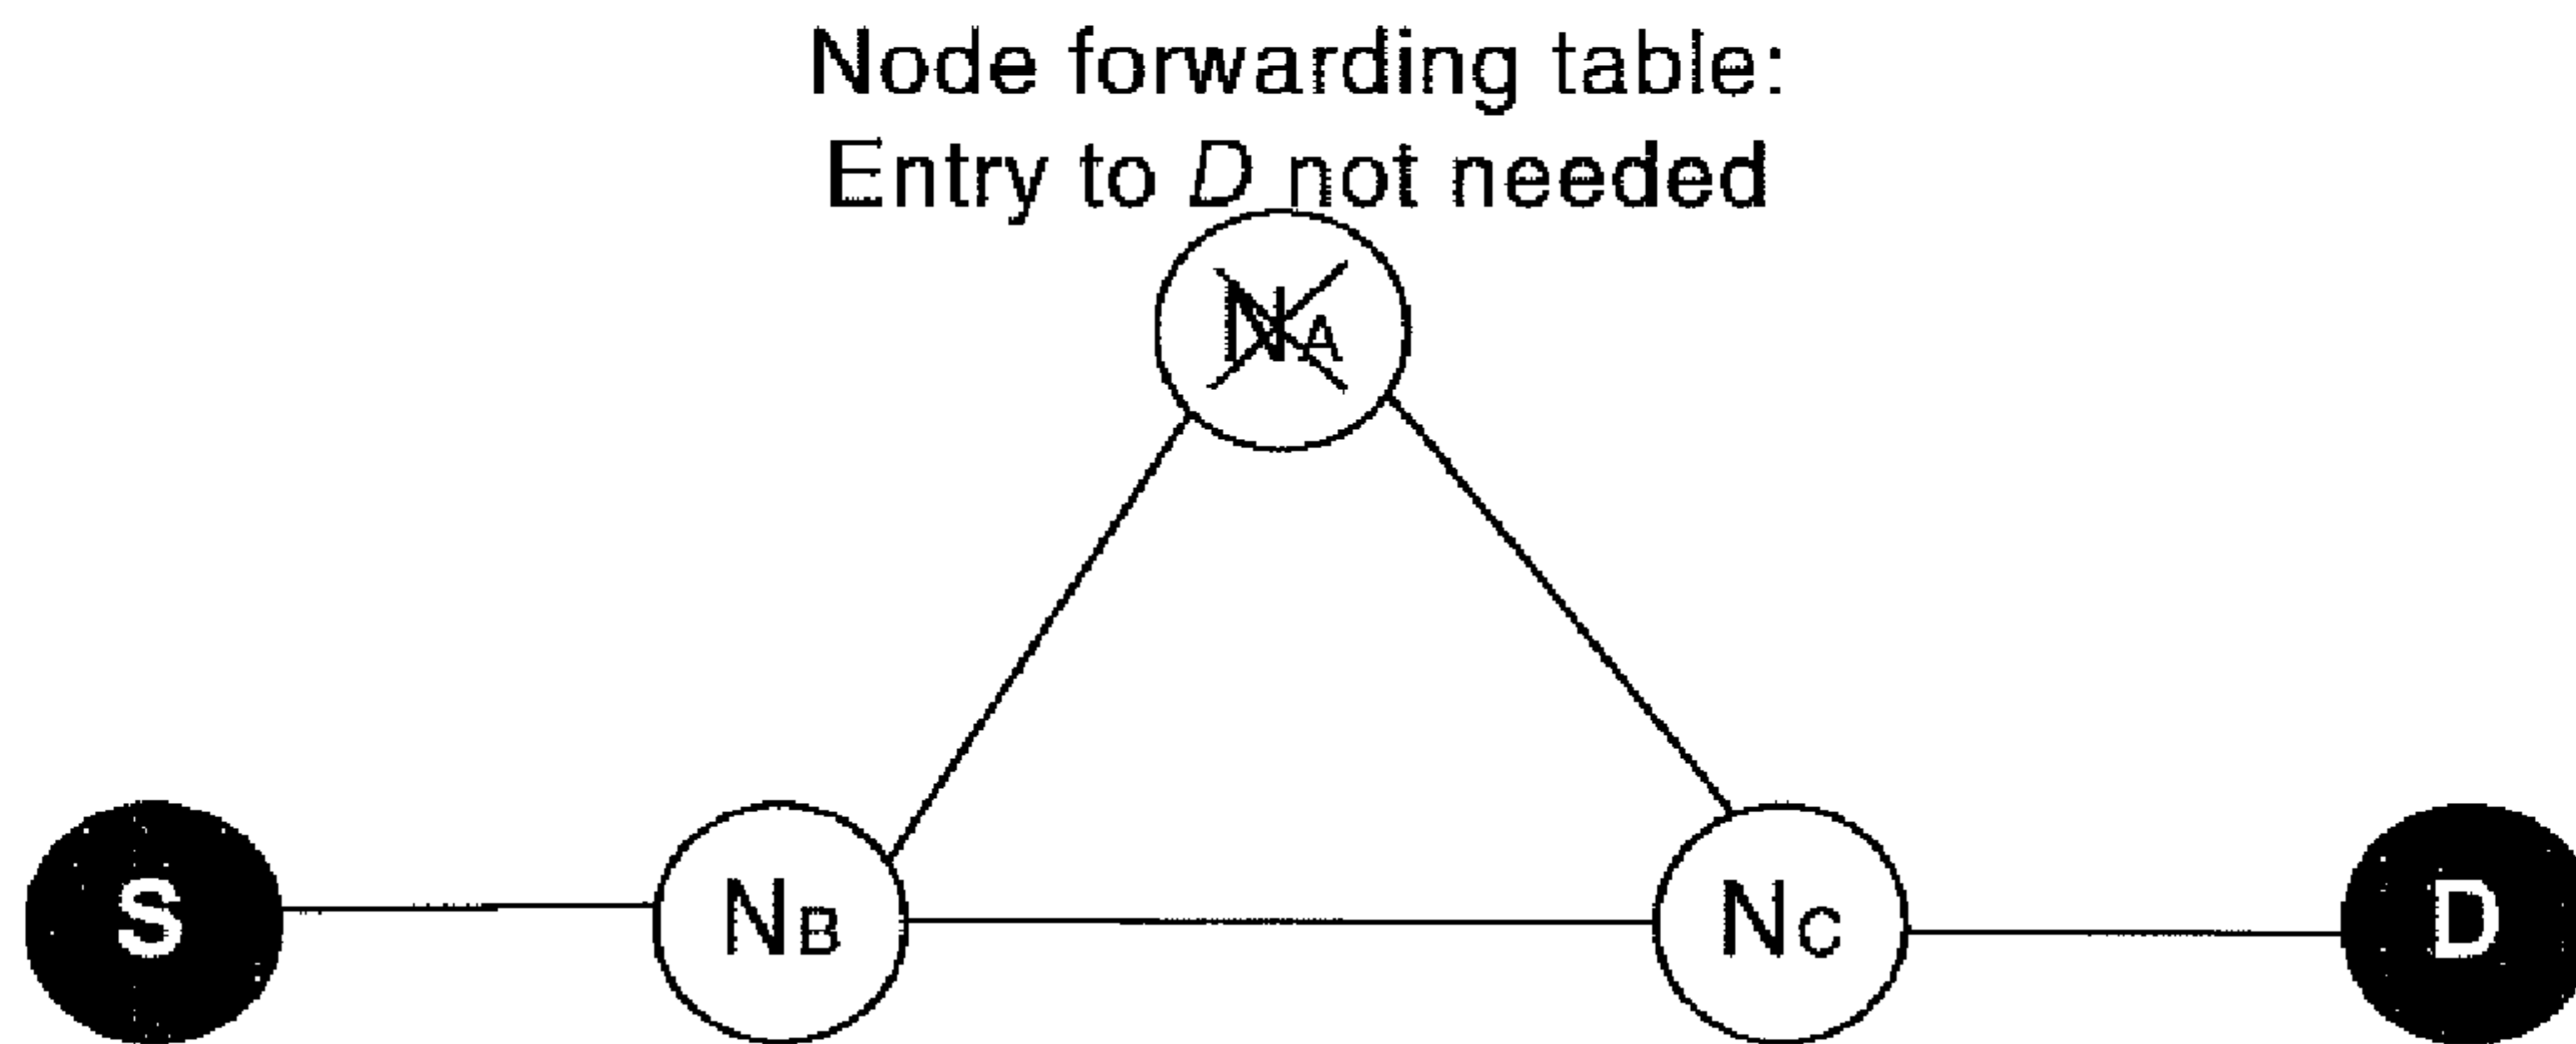 Node forwarding table:
Entry to D not needed
NA
S
NB
NC
D